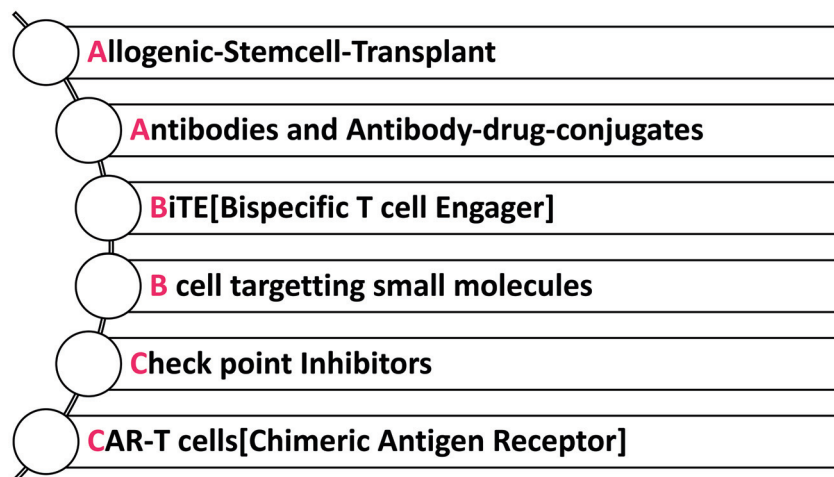 Allogenic-Stemcell-Transplant
Antibodies and Antibody-drug-conjugates
BiTE[Bispecific T cell Engager]
B cell targetting small molecules
Check point Inhibitors
CAR-T cells[Chimeric Antigen Receptor]